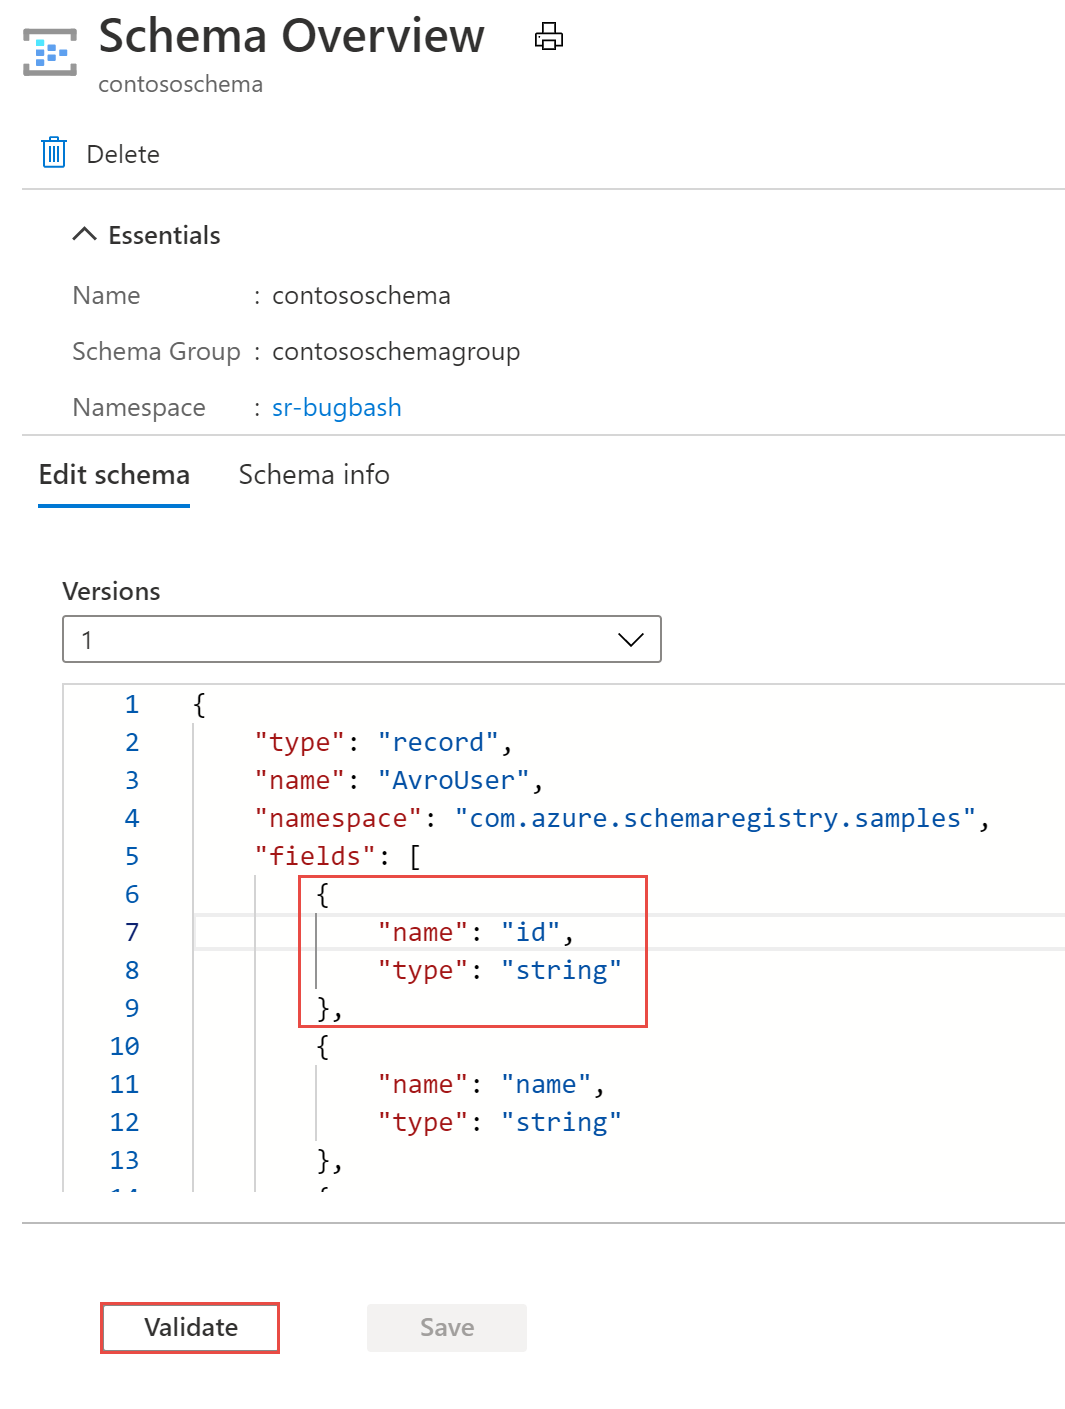 Schema Overview
contososchema
Delete
Essentials
Name : contososchema
Schema Group : contososchemagroup
Namespace : sr-bugbash
Edit schema Schema info
Versions
1
1 {
2 "type": "record",
3 "name": "AvroUser",
4 "namespace": "com.azure.schemaregistry.samples",
5 "fields": [
6 {
7 "name": "id",
8 "type": "string"
9 },
10 {
11 "name": "name",
12 "type": "string"
13 },
Validate Save